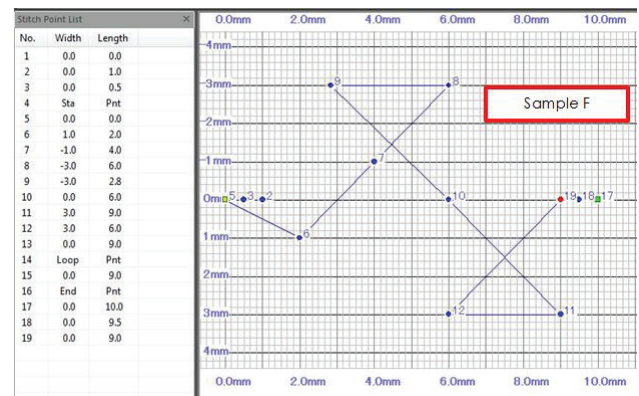 Stitch Point List ×
No. Width Length
1 0.0 0.0
2 0.0 1.0
3 0.0 0.5
4 Sta Pnt
5 0.0 0.0
6 1.0 2.0
7 -1.0 4.0
8 -3.0 6.0
9 -3.0 2.8
10 0.0 6.0
11 3.0 9.0
12 3.0 6.0
13 0.0 9.0
14 Loop Pnt
15 0.0 9.0
16 End Pnt
17 0.0 10.0
18 0.0 9.5
19 0.0 9.0
0.0mm 2.0mm 4.0mm 6.0mm 8.0mm 10.0mm
4mm
3mm 9 8
Sample F
2mm
1mm 7
0m 5 3 2 10 19 18 17
1mm 6
2mm
3mm 12 11
4mm
0.0mm 2.0mm 4.0mm 6.0mm 8.0mm 10.0mm